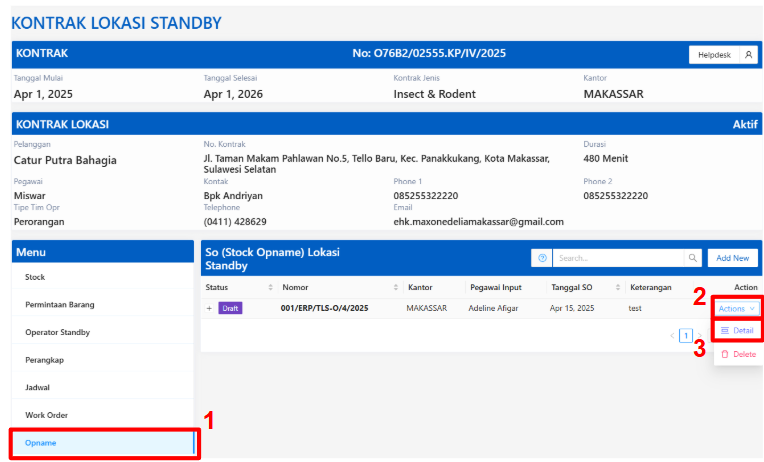 KONTRAK LOKASI STANDBY
KONTRAK No: O76B2/02555.KP/IV/2025 Helpdesk
Tanggal Mulai Tanggal Selesai Kontrak Jenis Kantor
Apr 1, 2025 Apr 1, 2026 Insect & Rodent MAKASSAR
KONTRAK LOKASI Aktif
Pelanggan No. Kontrak Durasi
Catur Putra Bahagia Jl. Taman Makam Pahlawan No.5, Tello Baru, Kec. Panakkukang, Kota Makassar, 480 Menit
Sulawesi Selatan
Pegawai Kontak Phone 1 Phone 2
Miswar Bpk Andriyan 085255322220 085255322220
Tipe Tim Opr Telephone Email
Perorangan (0411) 428629 ehk.maxonedeliamakassar@gmail.com
Menu
Stock
Permintaan Barang
Operator Standby
Perangkap
Jadwal
Work Order
Opname
1
So (Stock Opname) Lokasi
Standby
Search... Add New
Status Nomor Kantor Pegawai Input Tanggal SO Keterangan Action
2
+ Draft 001/ERP/TLS-O/4/2025 MAKASSAR Adeline Afigar Apr 15, 2025 test Actions
< 1 >
Detail
3
Delete